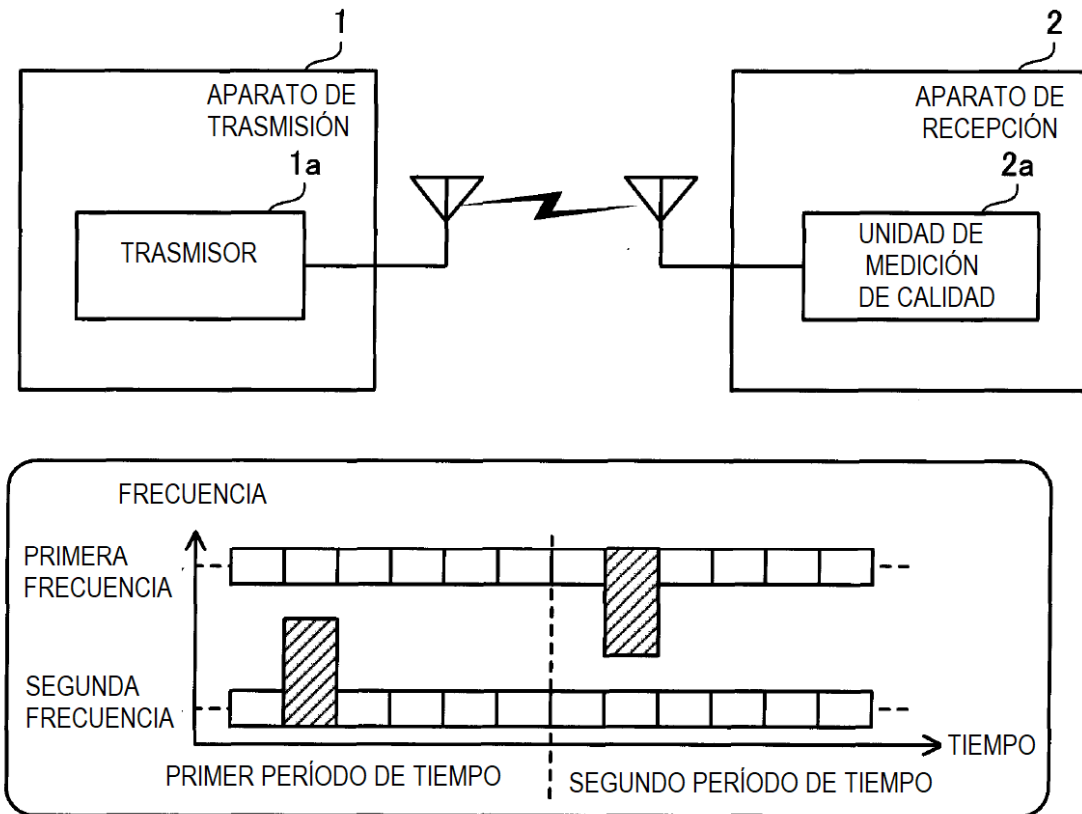 1
APARATO DE
TRASMISIÓN
1a
TRASMISOR
2
APARATO DE
RECEPCIÓN
2a
UNIDAD DE
MEDICIÓN
DE CALIDAD
FRECUENCIA
PRIMERA
FRECUENCIA
SEGUNDA
FRECUENCIA
TIEMPO
PRIMER PERÍODO DE TIEMPO
SEGUNDO PERÍODO DE TIEMPO